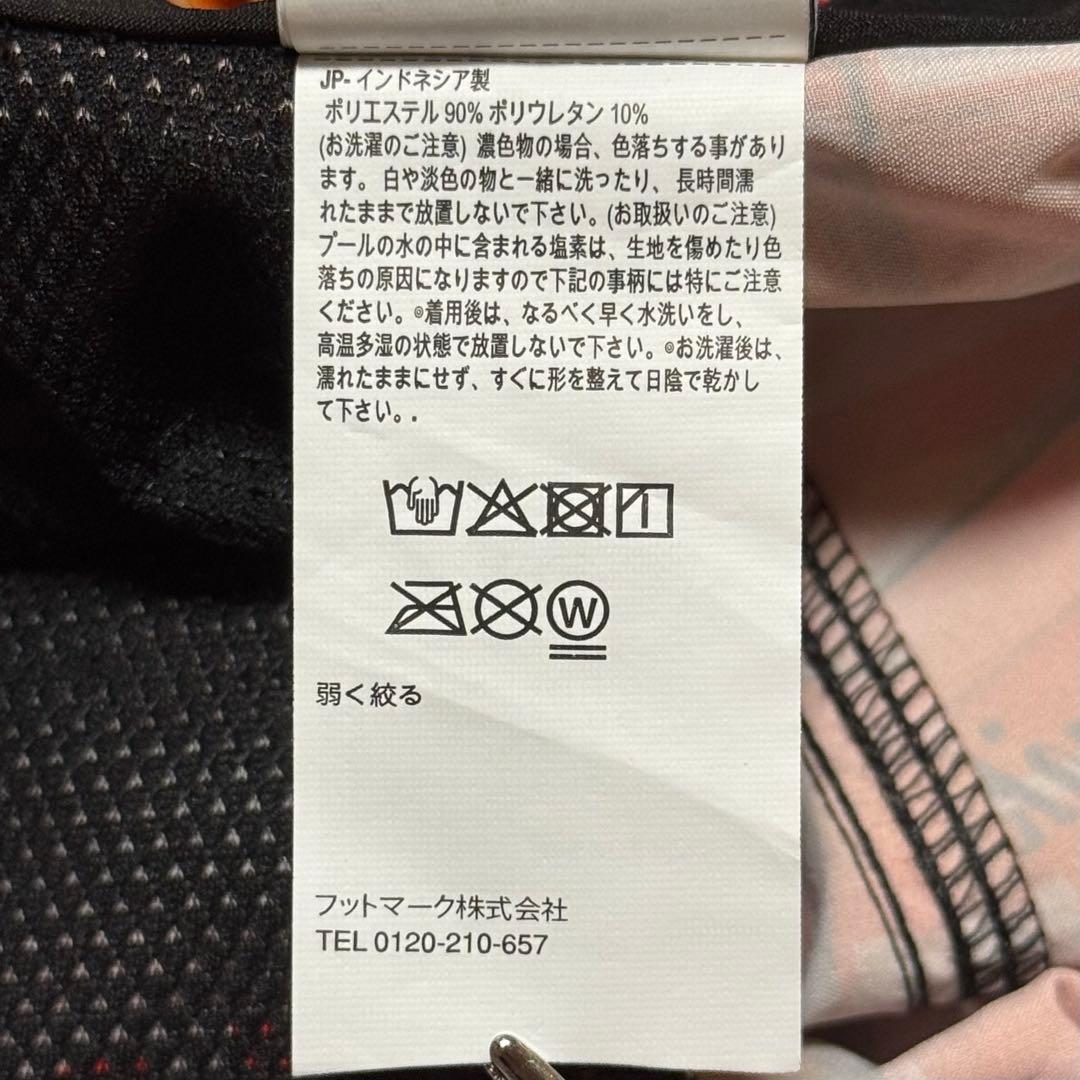 JP- インドネシア製
ポリエステル 90% ポリウレタン 10%
(お洗濯のご注意) 濃色物の場合、色落ちする事があり
ます。白や淡色の物と一緒に洗ったり、長時間濡
れたままで放置しないで下さい。(お取扱いのご注意)
プールの水の中に含まれる塩素は、生地を傷めたり色
落ちの原因になりますので下記の事柄には特にご注意
ください。◎着用後は、なるべく早く水洗いをし、
高温多湿の状態で放置しないで下さい。◎お洗濯後は、
濡れたままにせず、すぐに形を整えて日陰で乾かし
て下さい。.
W
弱く絞る
フットマーク株式会社
TEL 0120-210-657